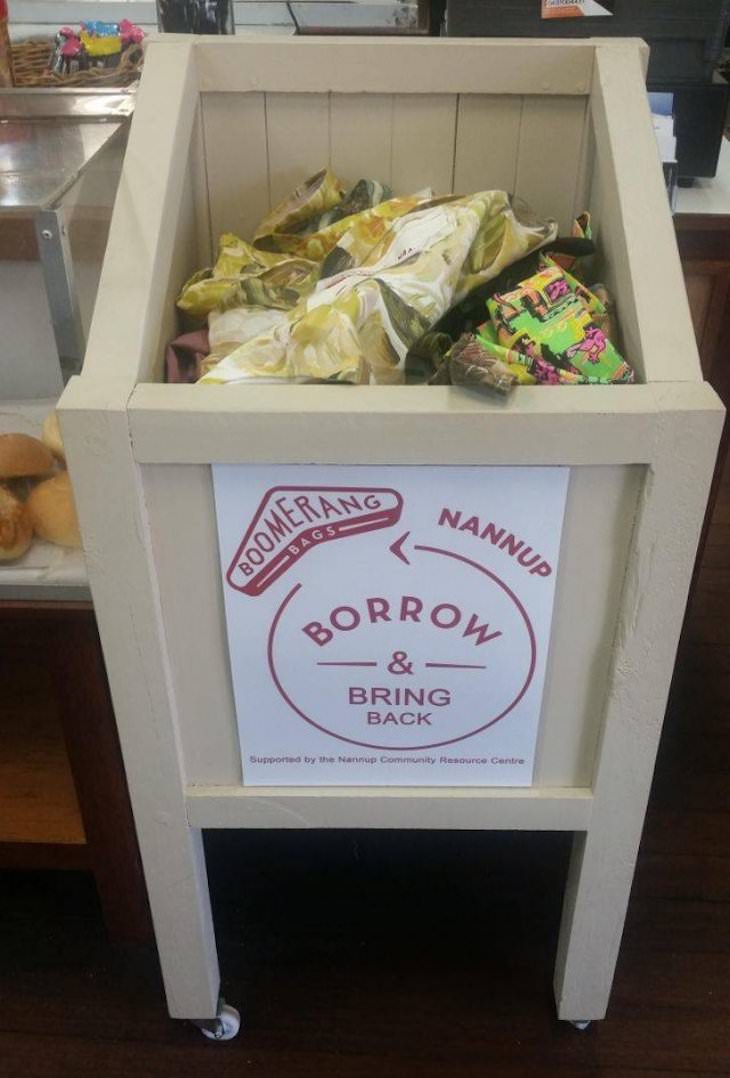 BOOMERANG
BAGS
NANNUP
BORROW
&
BRING
BACK
Supported by the Nannup Community Resource Centre